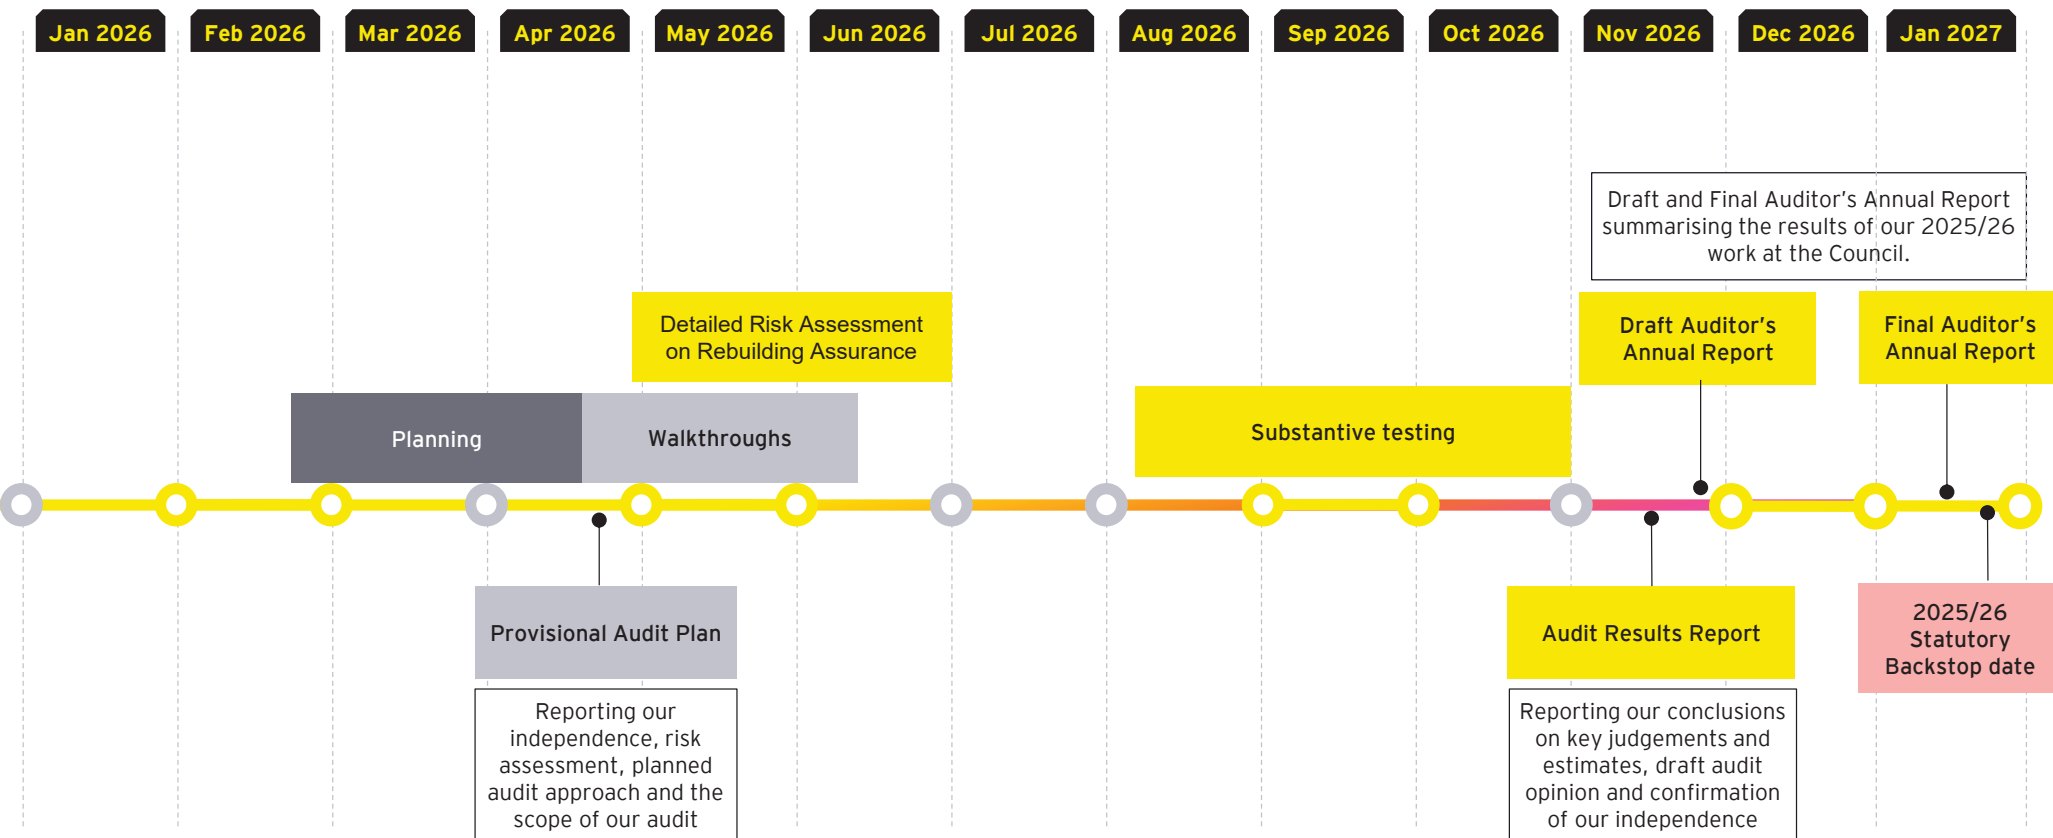 Jan 2026
Feb 2026
Mar 2026
Apr 2026
May 2026
Jun 2026
Jul 2026
Aug 2026
Sep 2026
Oct 2026
Nov 2026
Dec 2026
Jan 2027
Draft and Final Auditor’s Annual Report
summarising the results of our 2025/26
work at the Council.
Detailed Risk Assessment
on Rebuilding Assurance
Draft Auditor’s
Annual Report
Final Auditor’s
Annual Report
Planning
Walkthroughs
Substantive testing
Provisional Audit Plan
Reporting our
independence, risk
assessment, planned
audit approach and the
scope of our audit
Audit Results Report
Reporting our conclusions
on key judgements and
estimates, draft audit
opinion and confirmation
of our independence
2025/26
Statutory
Backstop date